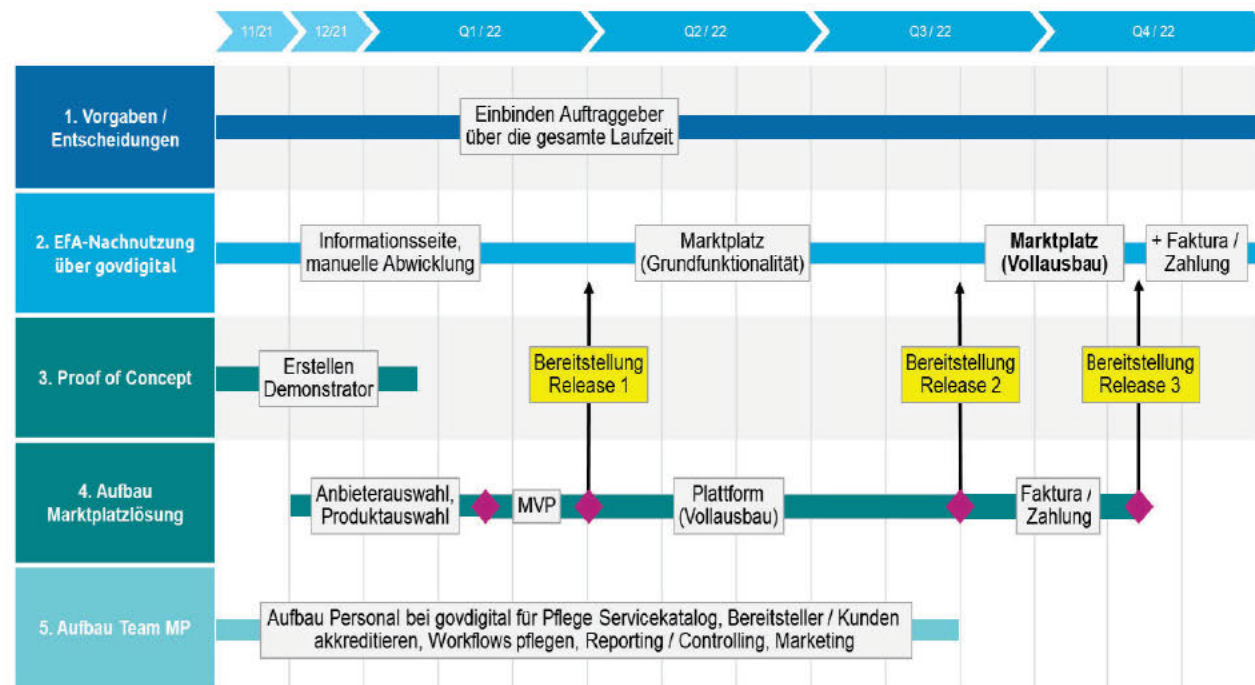 11/21
12/21
Q1 / 22
Q2 / 22
Q3 / 22
Q4 / 22
1. Vorgaben /
Entscheidungen
Einbinden Auftraggeber
über die gesamte Laufzeit
2. EfA-Nachnutzung
über govdigital
Informationsseite,
manuelle Abwicklung
Marktplatz
(Grundfunktionalität)
Marktplatz
(Vollausbau)
+ Faktura /
Zahlung
3. Proof of Concept
Erstellen
Demonstrator
Bereitstellung
Release 1
Bereitstellung
Release 2
Bereitstellung
Release 3
4. Aufbau
Marktplatzlösung
Anbieterauswahl,
Produktauswahl
MVP
Plattform
(Vollausbau)
Faktura /
Zahlung
5. Aufbau Team MP
Aufbau Personal bei govdigital für Pflege Servicekatalog, Bereitsteller / Kunden
akkreditieren, Workflows pflegen, Reporting / Controlling, Marketing